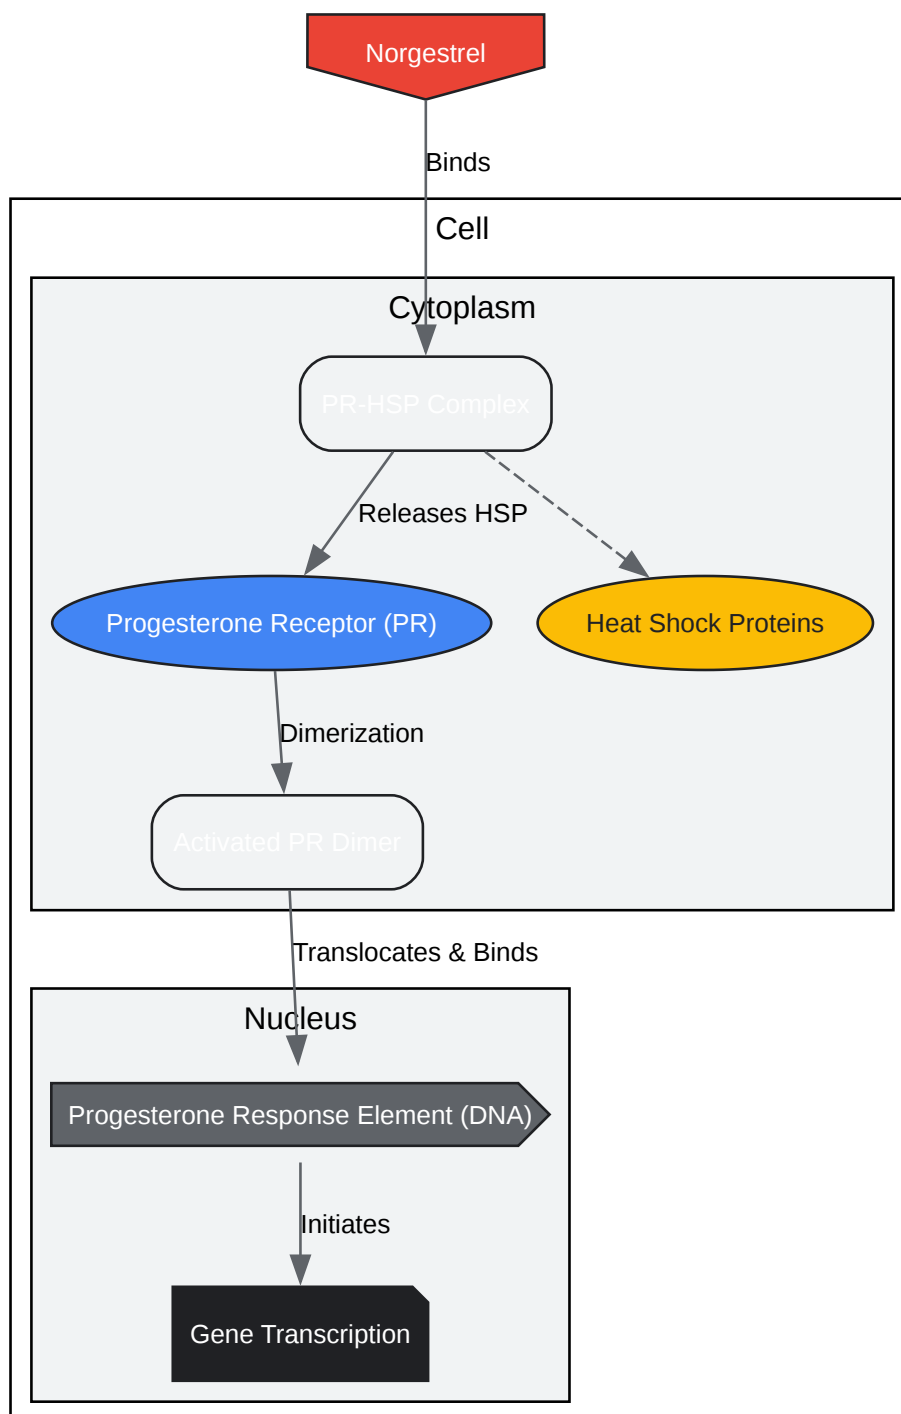 Norgestrel
Binds
Cell
Cytoplasm
PR-HSP Complex
Releases HSP
Progesterone Receptor (PR)
Heat Shock Proteins
Dimerization
Activated PR Dimer
Translocates & Binds
Nucleus
Progesterone Response Element (DNA)
Initiates
Gene Transcription